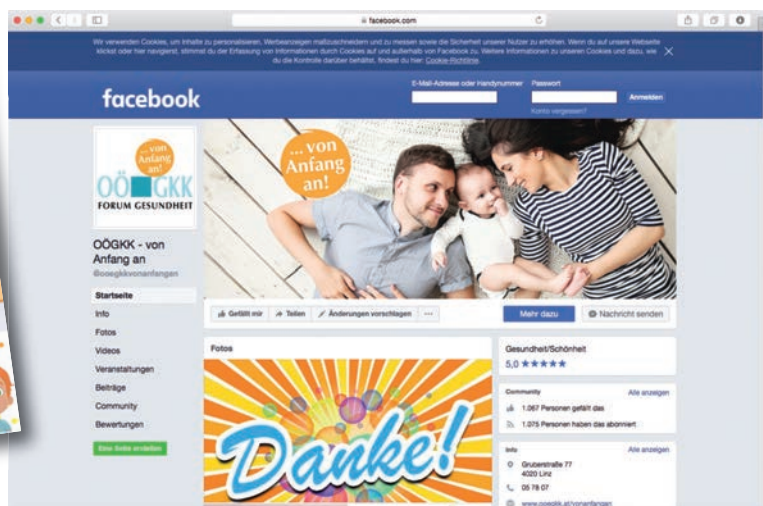 facebook.com
Wir verwenden Cookies, um Inhalte zu personalisieren, Werbeanzeigen maßzuschneidern und zu messen sowie die Sicherheit unserer Nutzer zu erhöhen. Wenn du auf unsere Webseite
klickst oder hier navigierst, stimmst du der Erfassung von Informationen durch Cookies auf und außerhalb von Facebook zu. Weitere Informationen zu unseren Cookies und dazu, wie
du die Kontrolle darüber behältst, findest du hier: Cookie-Richtlinie.
facebook
E-Mail-Adresse oder Handynummer Passwort
Anmelden
Konto vergessen?
... von
Anfang
an!
OÖGKK
FORUM GESUNDHEIT
... von
Anfang
an!
OÖGKK - von
Anfang an
@ooegkkvonanfangan
Startseite
Info
Fotos
Videos
Veranstaltungen
Beiträge
Community
Bewertungen
Eine Seite erstellen
Gefällt mir Teilen Änderungen vorschlagen ... Mehr dazu Nachricht senden
Fotos
Danke!
Gesundheit/Schönheit
5,0 ★★★★★
Community Alle anzeigen
1.067 Personen gefällt das
1.075 Personen haben das abonniert
Info Alle anzeigen
Gruberstraße 77
4020 Linz
05 78 07
www.ooegkk.at/vonanfangan